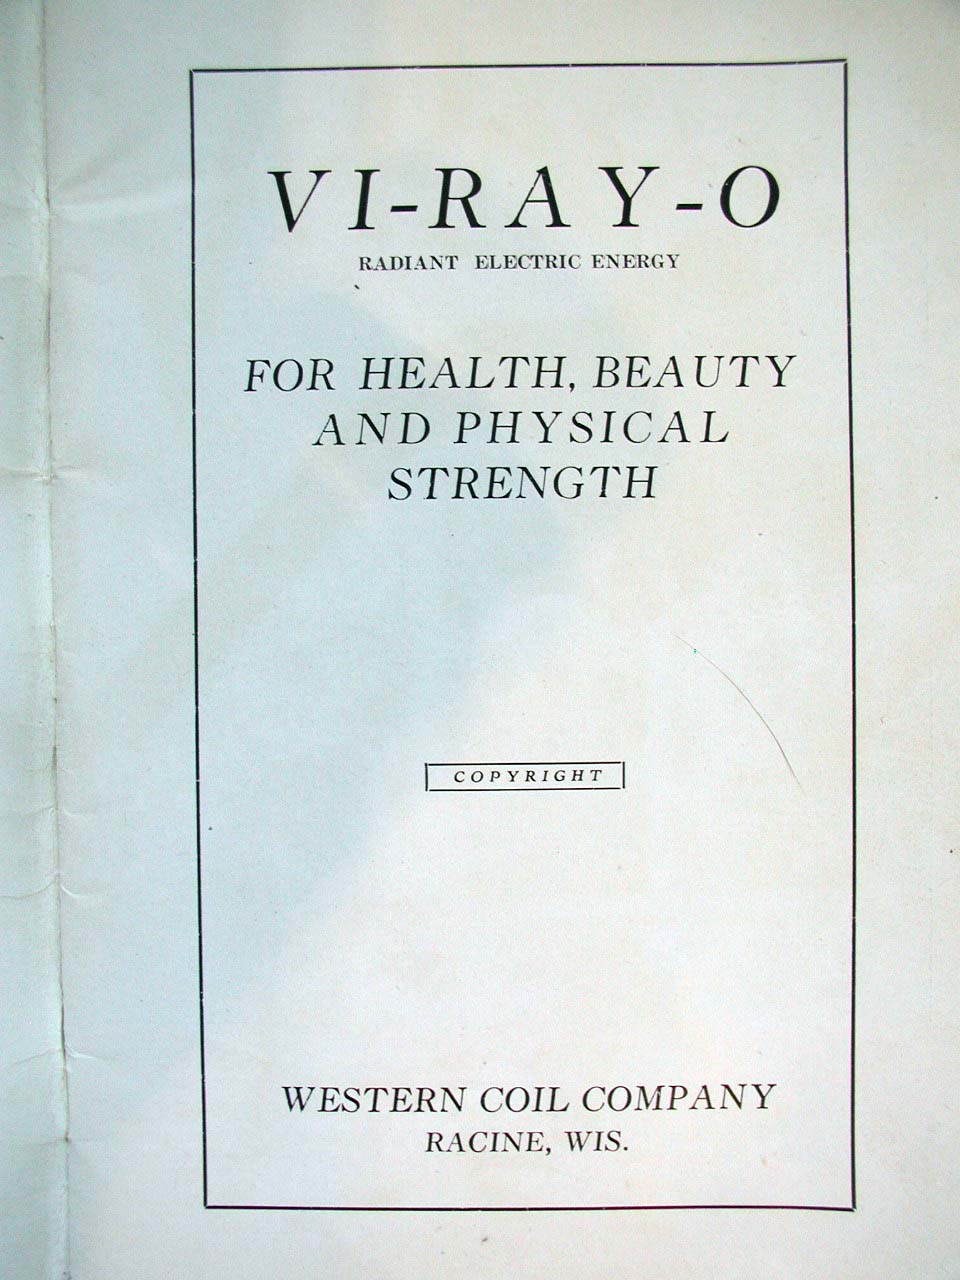 VI-RAY-O
RADIANT ELECTRIC ENERGY
FOR HEALTH, BEAUTY
AND PHYSICAL
STRENGTH
COPYRIGHT
WESTERN COIL COMPANY
RACINE, WIS.